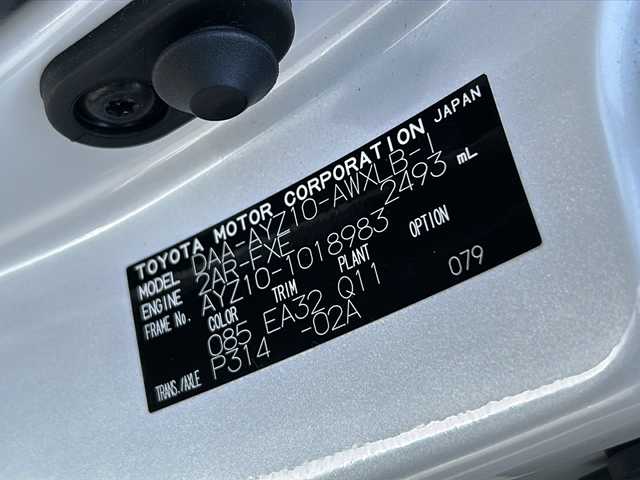 TOYOTA MOTOR CORPORATION JAPAN
MODEL DAA-AYZ10-AWXLB-1
ENGINE 2AR-FXE 2493 mL
FRAME No. AYZ10-1018983
COLOR TRIM PLANT OPTION
085 EA32 Q11 079
TRANS./AXLE P314 -02A